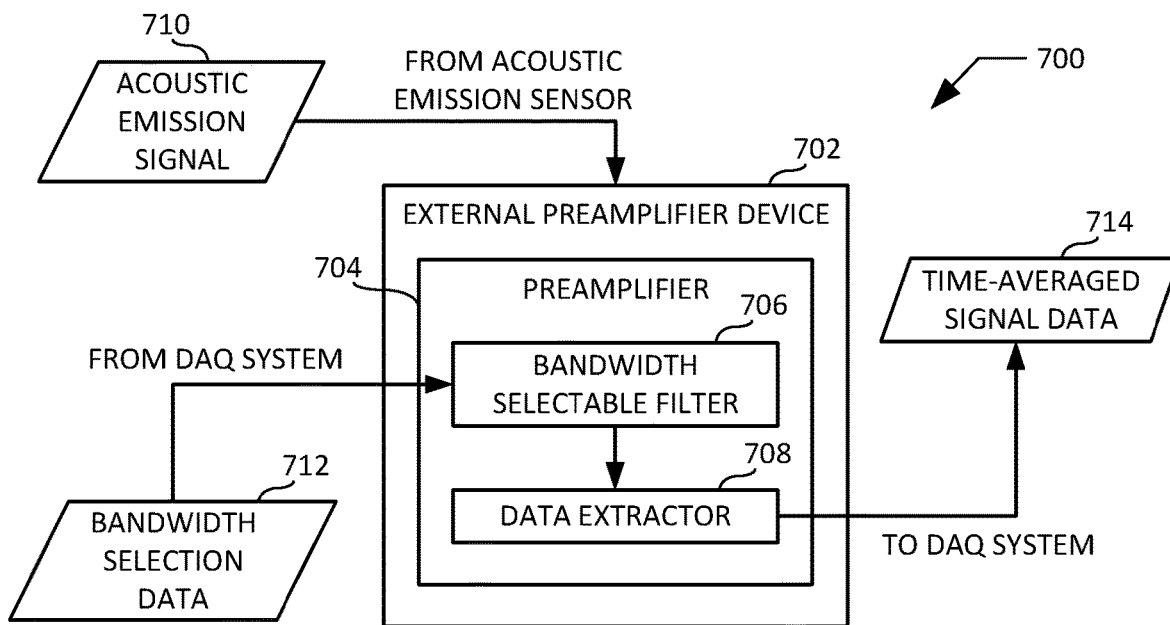 710
ACOUSTIC
EMISSION
SIGNAL
FROM ACOUSTIC
EMISSION SENSOR
700
702
EXTERNAL PREAMPLIFIER DEVICE
704
PREAMPLIFIER
706
BANDWIDTH
SELECTABLE FILTER
708
DATA EXTRACTOR
FROM DAQ SYSTEM
712
BANDWIDTH
SELECTION
DATA
714
TIME-AVERAGED
SIGNAL DATA
TO DAQ SYSTEM